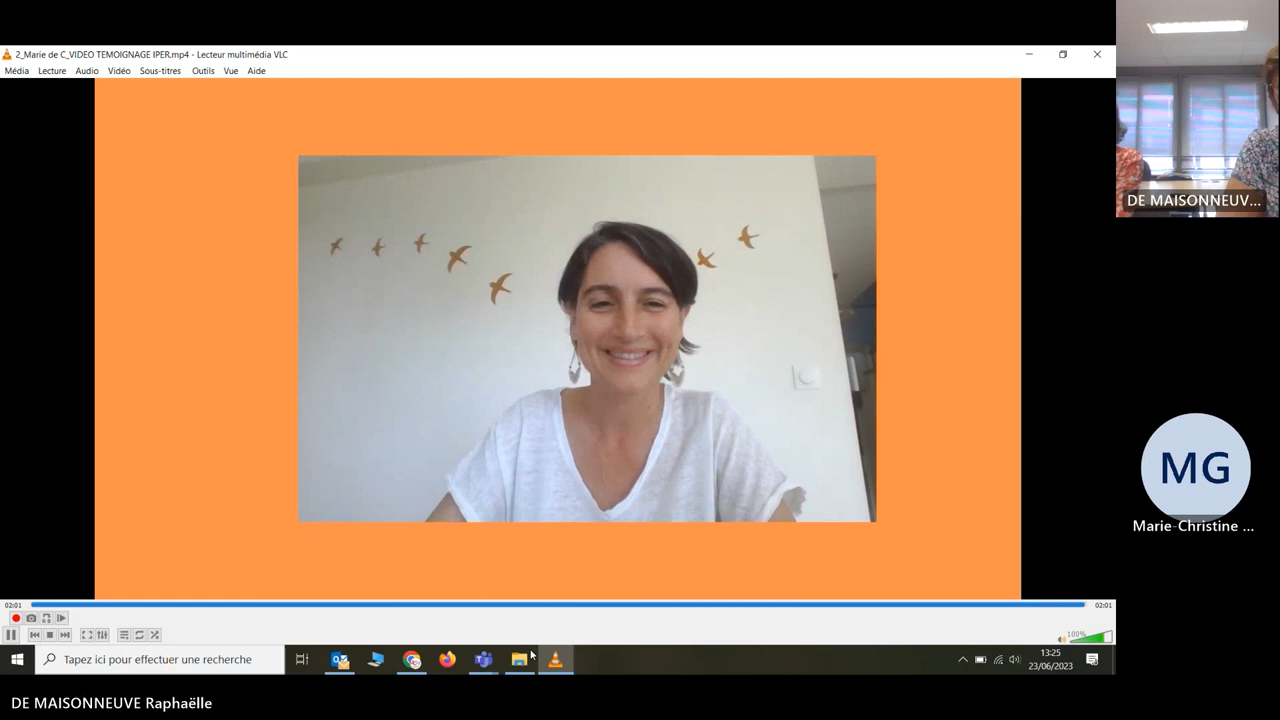 2_Marie de C_VIDEO TEMOIGNAGE IPER.mp4 - Lecteur multimédia VLC
Média Lecture Audio Vidéo Sous-titres Outils Vue Aide
DE MAISONNEUV...
MG
Marie-Christine ...
02:01
02:01
100%
Tapez ici pour effectuer une recherche
13:25
23/06/2023
DE MAISONNEUVE Raphaëlle